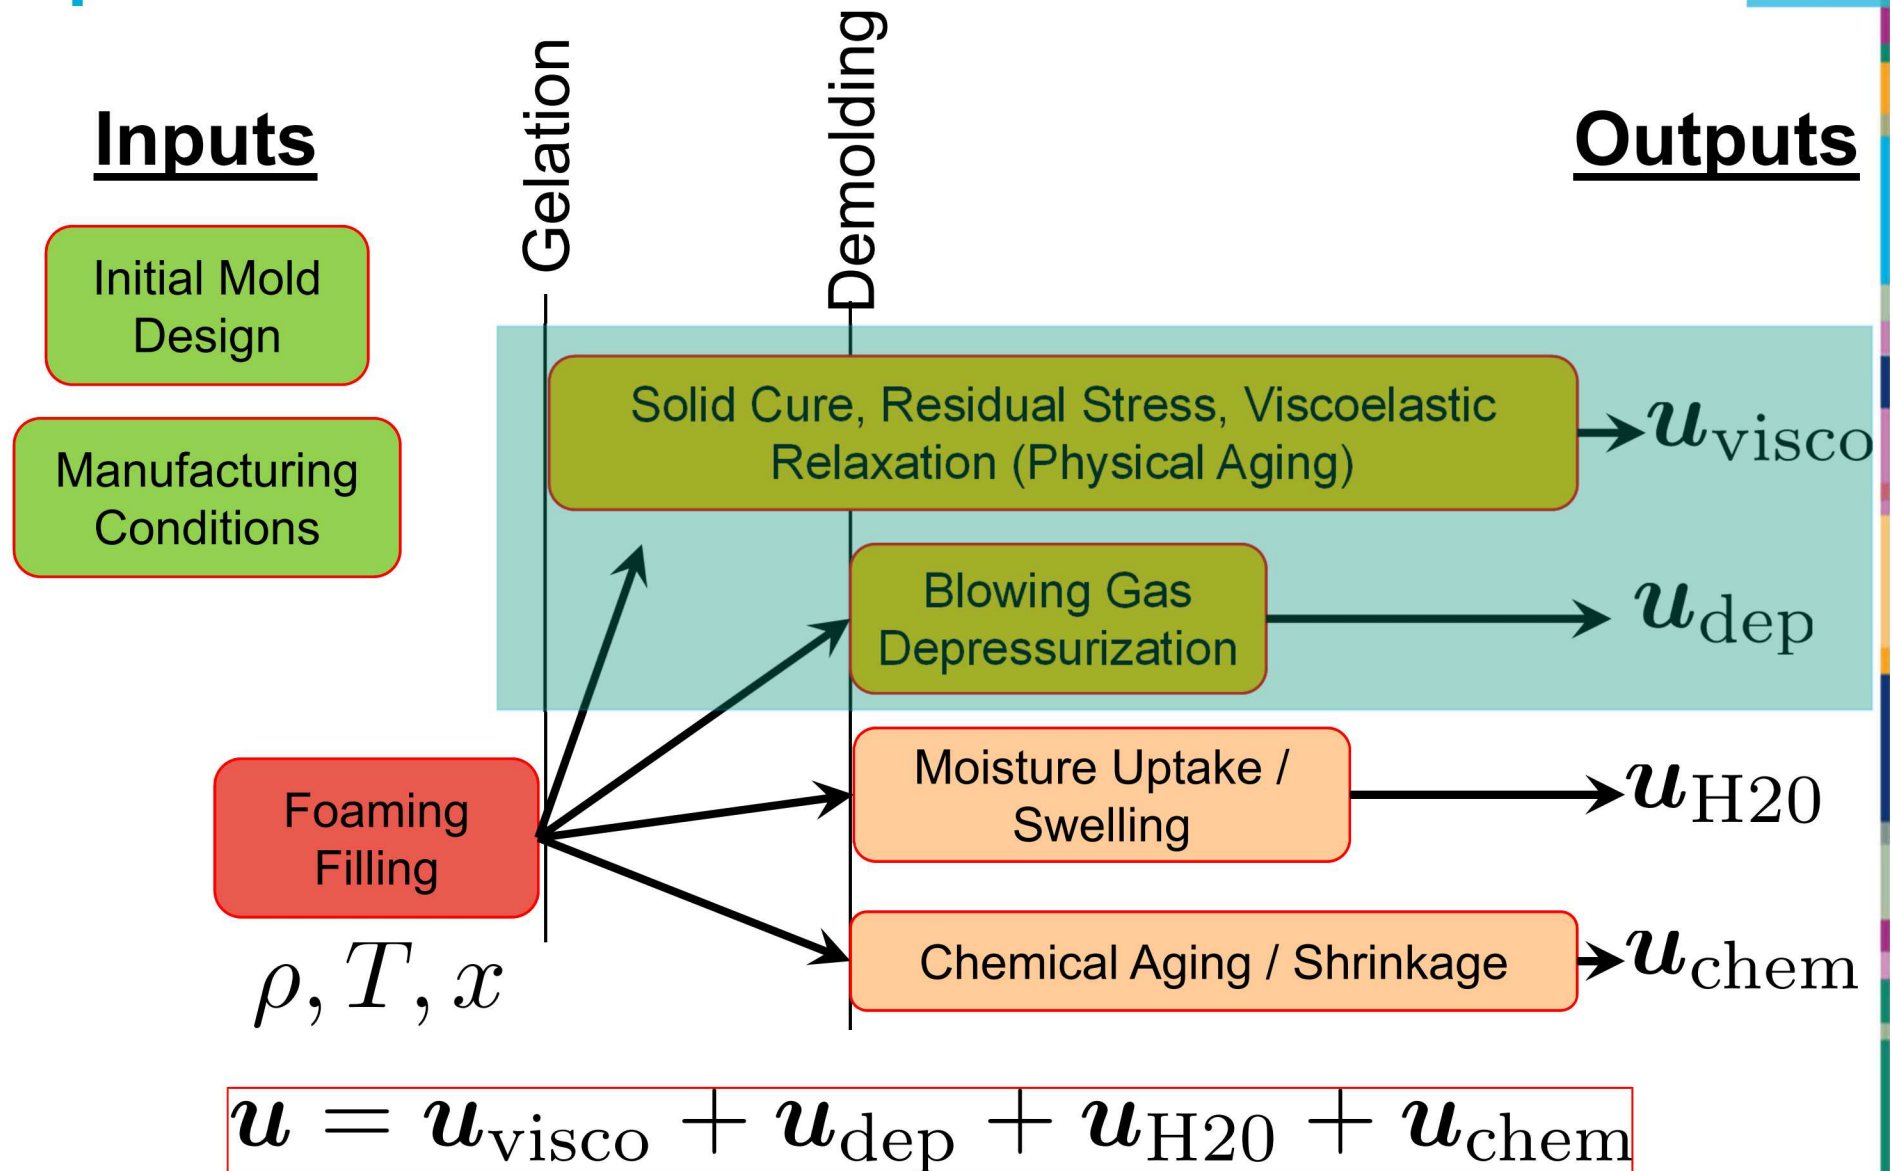 Inputs
Gelation
Demolding
Outputs
Initial Mold
Design
Manufacturing
Conditions
Solid Cure, Residual Stress, Viscoelastic
Relaxation (Physical Aging)
u_visco
Blowing Gas
Depressurization
u_dep
Foaming
Filling
Moisture Uptake /
Swelling
u_H20
Chemical Aging / Shrinkage
u_chem
ρ, T, x
u = u_visco + u_dep + u_H20 + u_chem